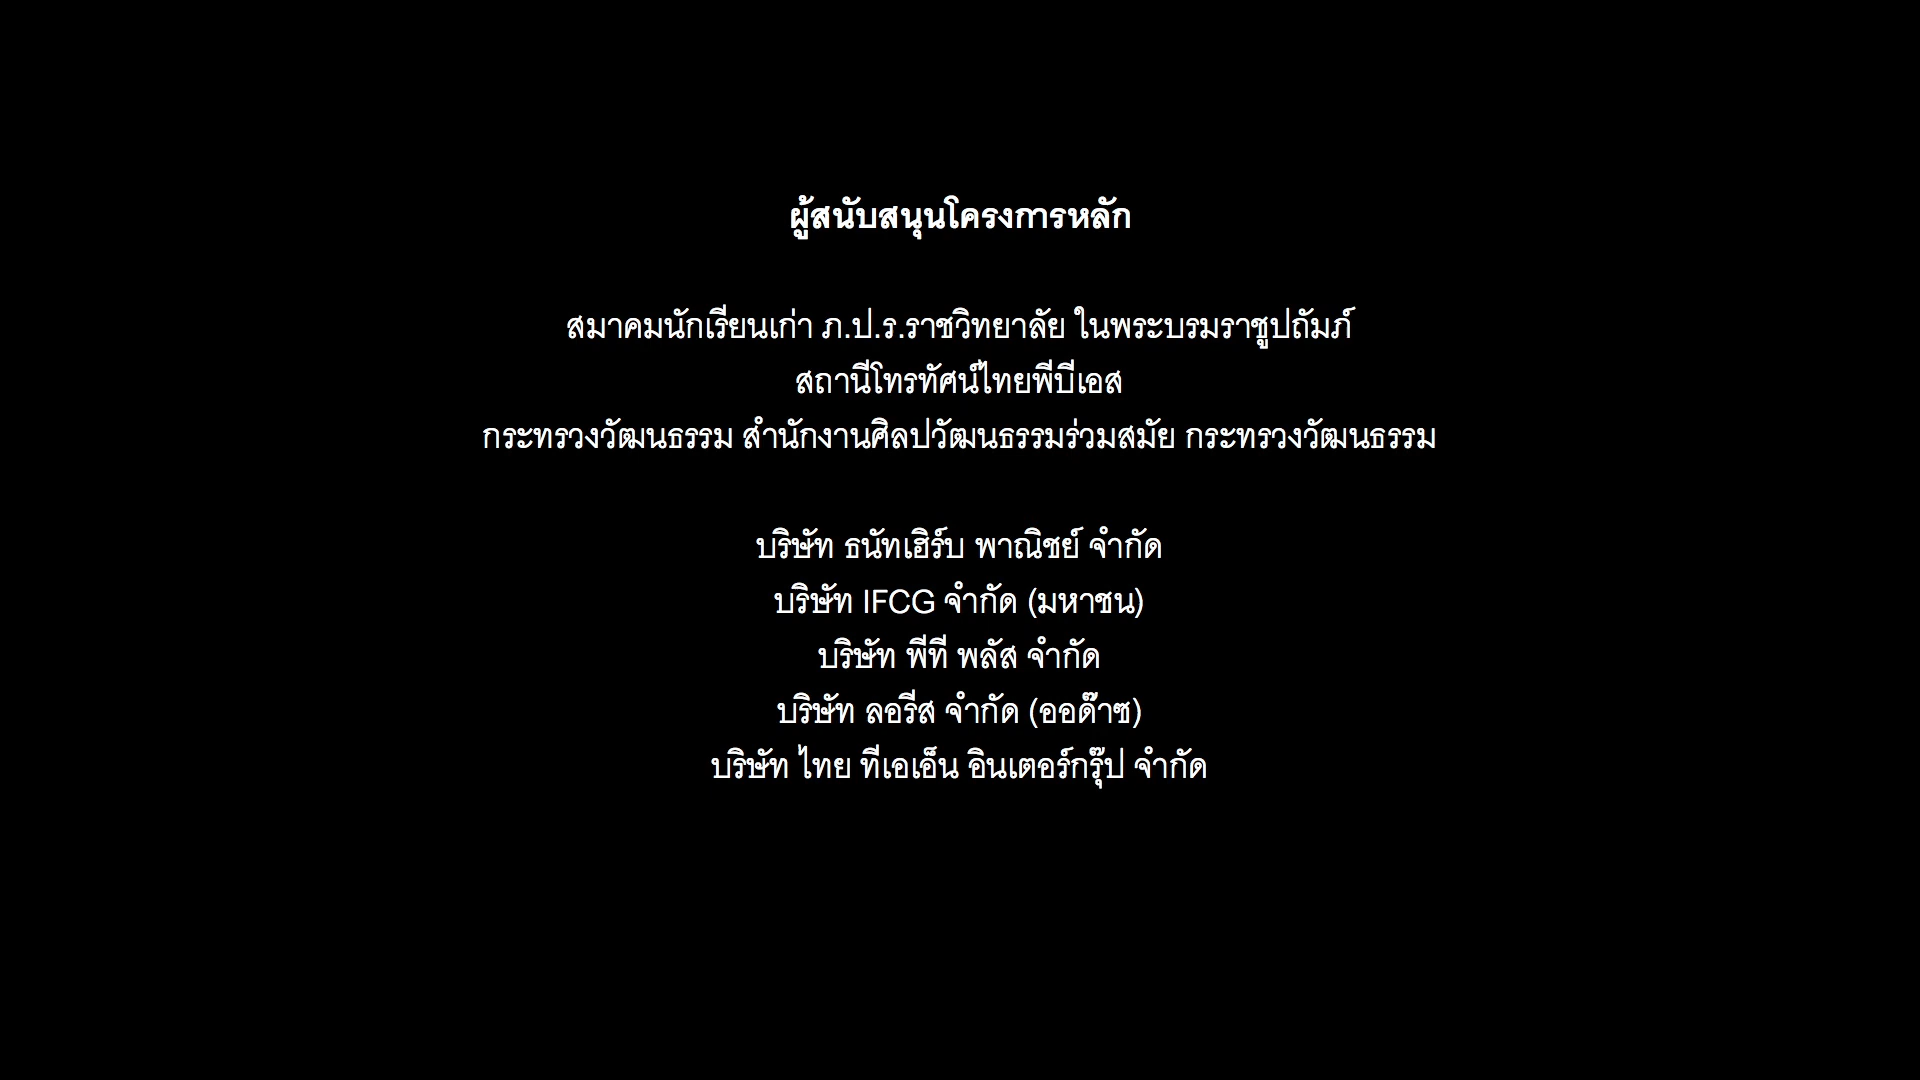 ผู้สนับสนุนโครงการหลัก
สมาคมนักเรียนเก่า ภ.ป.ร.ราชวิทยาลัย ในพระบรมราชูปถัมภ์
สถานีโทรทัศน์ไทยพีบีเอส
กระทรวงวัฒนธรรม สำนักงานศิลปวัฒนธรรมร่วมสมัย กระทรวงวัฒนธรรม
บริษัท ธนัทเฮิร์บ พาณิชย์ จำกัด
บริษัท IFCG จำกัด (มหาชน)
บริษัท พีที พลัส จำกัด
บริษัท ลอรีส จำกัด (ออด๊าซ)
บริษัท ไทย ทีเอเอ็น อินเตอร์กรุ๊ป จำกัด